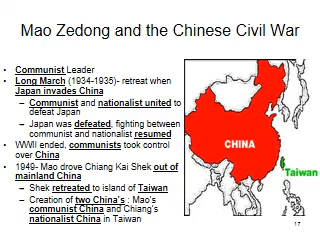 Mao Zedong and the Chinese Civil War
• Communist Leader
• Long March (1934-1935)- retreat when
Japan invades China
– Communist and nationalist united to
defeat Japan
– Japan was defeated, fighting between
communist and nationalist resumed
• WWII ended, communists took control
over China
• 1949- Mao drove Chiang Kai Shek out of
mainland China
– Shek retreated to island of Taiwan
– Creation of two China's : Mao's
communist China and Chiang's
nationalist China in Taiwan
CHINA
Taiwan
17